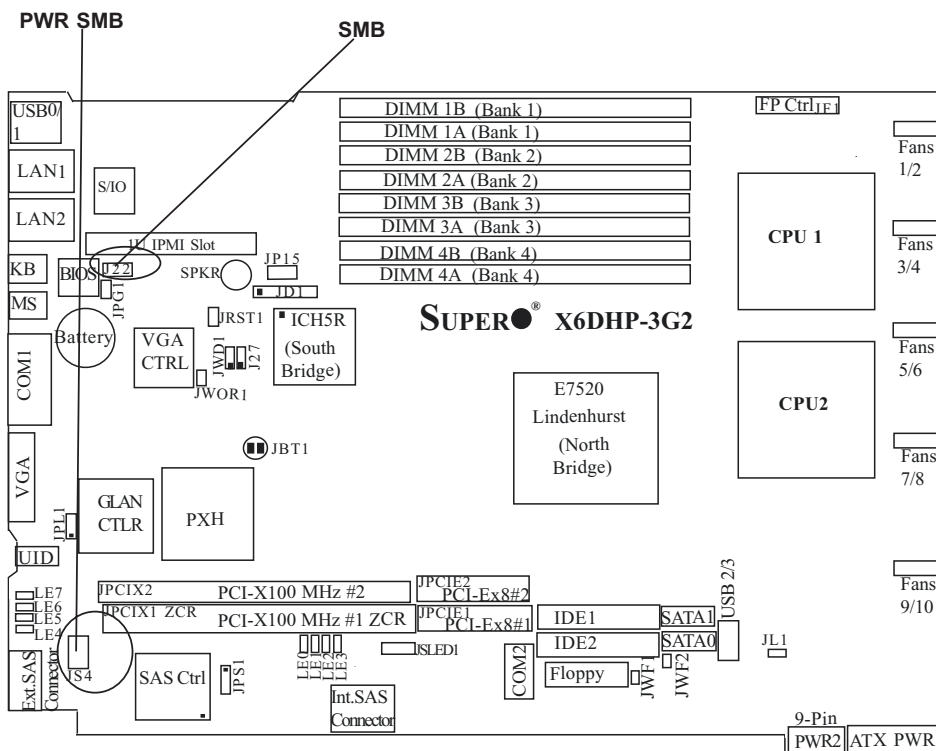 PWR SMB
SMB
USB0/
1
LAN1
LAN2
S/IO
KB
MS
BIOS
1U IPMI Slot
J22
JPG1
SPKR
JP15
JD1
DIMM 1B (Bank 1)
DIMM 1A (Bank 1)
DIMM 2B (Bank 2)
DIMM 2A (Bank 2)
DIMM 3B (Bank 3)
DIMM 3A (Bank 3)
DIMM 4B (Bank 4)
DIMM 4A (Bank 4)
FP Ctrl JF1
Fans
1/2
CPU 1
Fans
3/4
SUPER® X6DHP-3G2
Battery
COM1
VGA
CTRL
JRST1
JWD1
J27
JWOR1
ICH5R
(South
Bridge)
E7520
Lindenhurst
(North
Bridge)
CPU2
Fans
5/6
Fans
7/8
Fans
9/10
JBT1
VGA
JPL1
GLAN
CTLR
PXH
UID
LE7
LE6
LE5
LE4
JPCIX2 PCI-X100 MHz #2
JPCIX1 ZCR PCI-X100 MHz #1 ZCR
JPCIE2
PCI-Ex8#2
JPCIE1
PCI-Ex8#1
IDE1
IDE2
SATA1
SATA0
USB 2/3
JL1
Ext.SAS
Connector
JS4
SAS Ctrl
JPS1
LE0
LE1
LE2
LE3
JSLED1
Int.SAS
Connector
COM2
Floppy
JWF1
JWF2
9-Pin
PWR2
ATX PWR